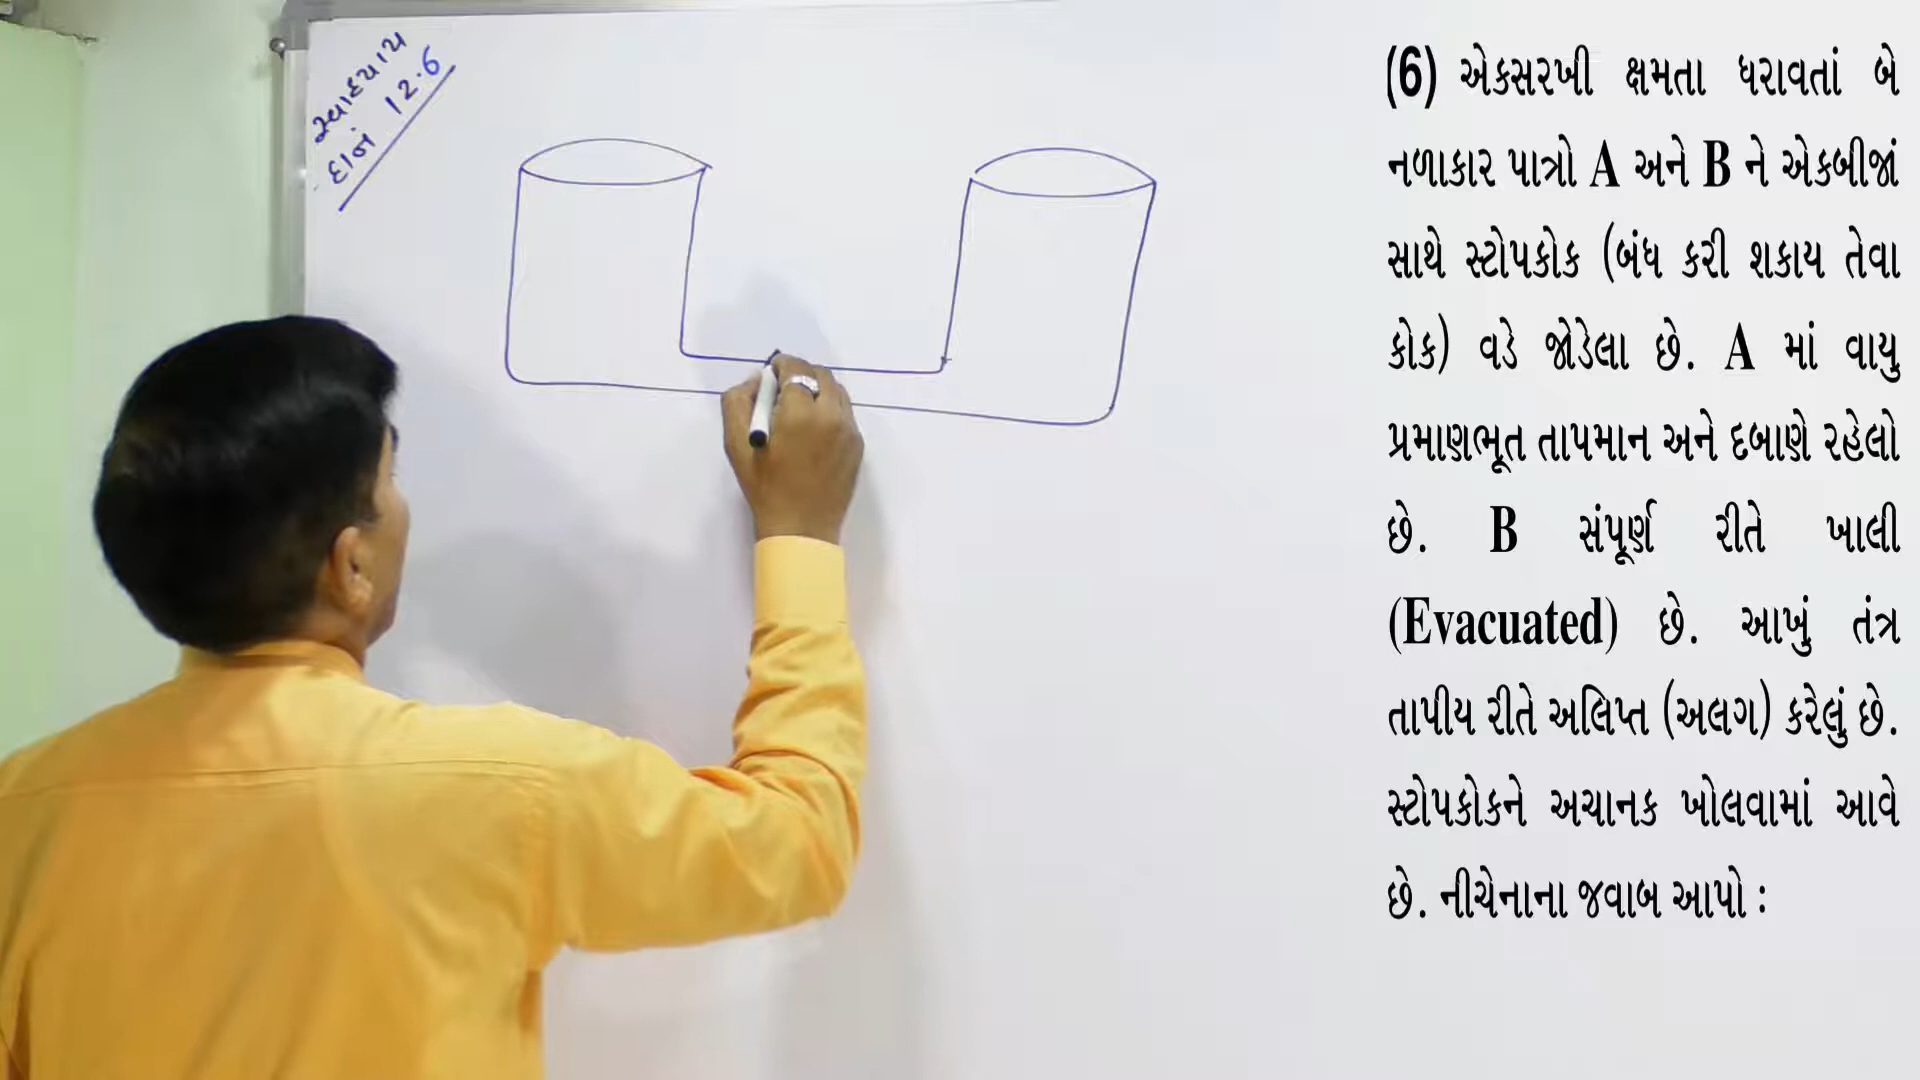 સ્વાધ્યાય
દા.નં 12.6
(6) એકસરખી ક્ષમતા ધરાવતાં બે
નળાકાર પાત્રો A અને B ને એકબીજાં
સાથે સ્ટોપકોક (બંધ કરી શકાય તેવા
કોક) વડે જોડેલા છે. A માં વાયુ
પ્રમાણભૂત તાપમાન અને દબાણે રહેલો
છે. B સંપૂર્ણ રીતે ખાલી
(Evacuated) છે. આખું તંત્ર
તાપીય રીતે અલિપ્ત (અલગ) કરેલું છે.
સ્ટોપકોકને અચાનક ખોલવામાં આવે
છે. નીચેનાના જવાબ આપો :